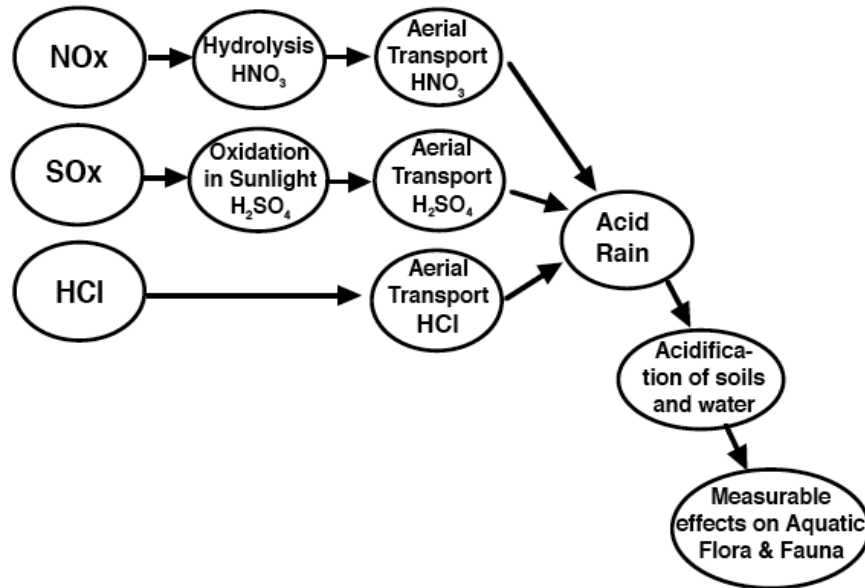 NOx
Hydrolysis
HNO₃
Aerial
Transport
HNO₃
SOx
Oxidation
in Sunlight
H₂SO₄
Aerial
Transport
H₂SO₄
HCl
Aerial
Transport
HCl
Acid
Rain
Acidifica-
tion of soils
and water
Measurable
effects on Aquatic
Flora & Fauna